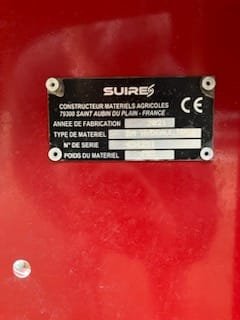 SUIRE
CONSTRUCTEUR MATERIELS AGRICOLES
79300 SAINT AUBIN DU PLAIN - FRANCE
CE
ANNEE DE FABRICATION
TYPE DE MATERIEL
N° DE SERIE
POIDS DU MATERIEL